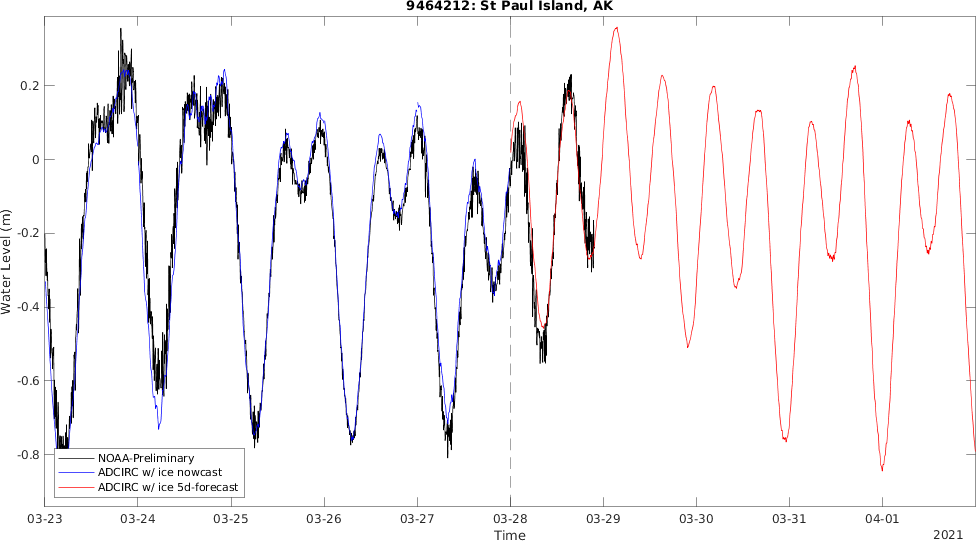 9464212: St Paul Island, AK
Water Level (m)
0.2
0
-0.2
-0.4
-0.6
-0.8
NOAA-Preliminary
ADCIRC w/ ice nowcast
ADCIRC w/ ice 5d-forecast
03-23 03-24 03-25 03-26 03-27 03-28 03-29 03-30 03-31 04-01
Time
2021